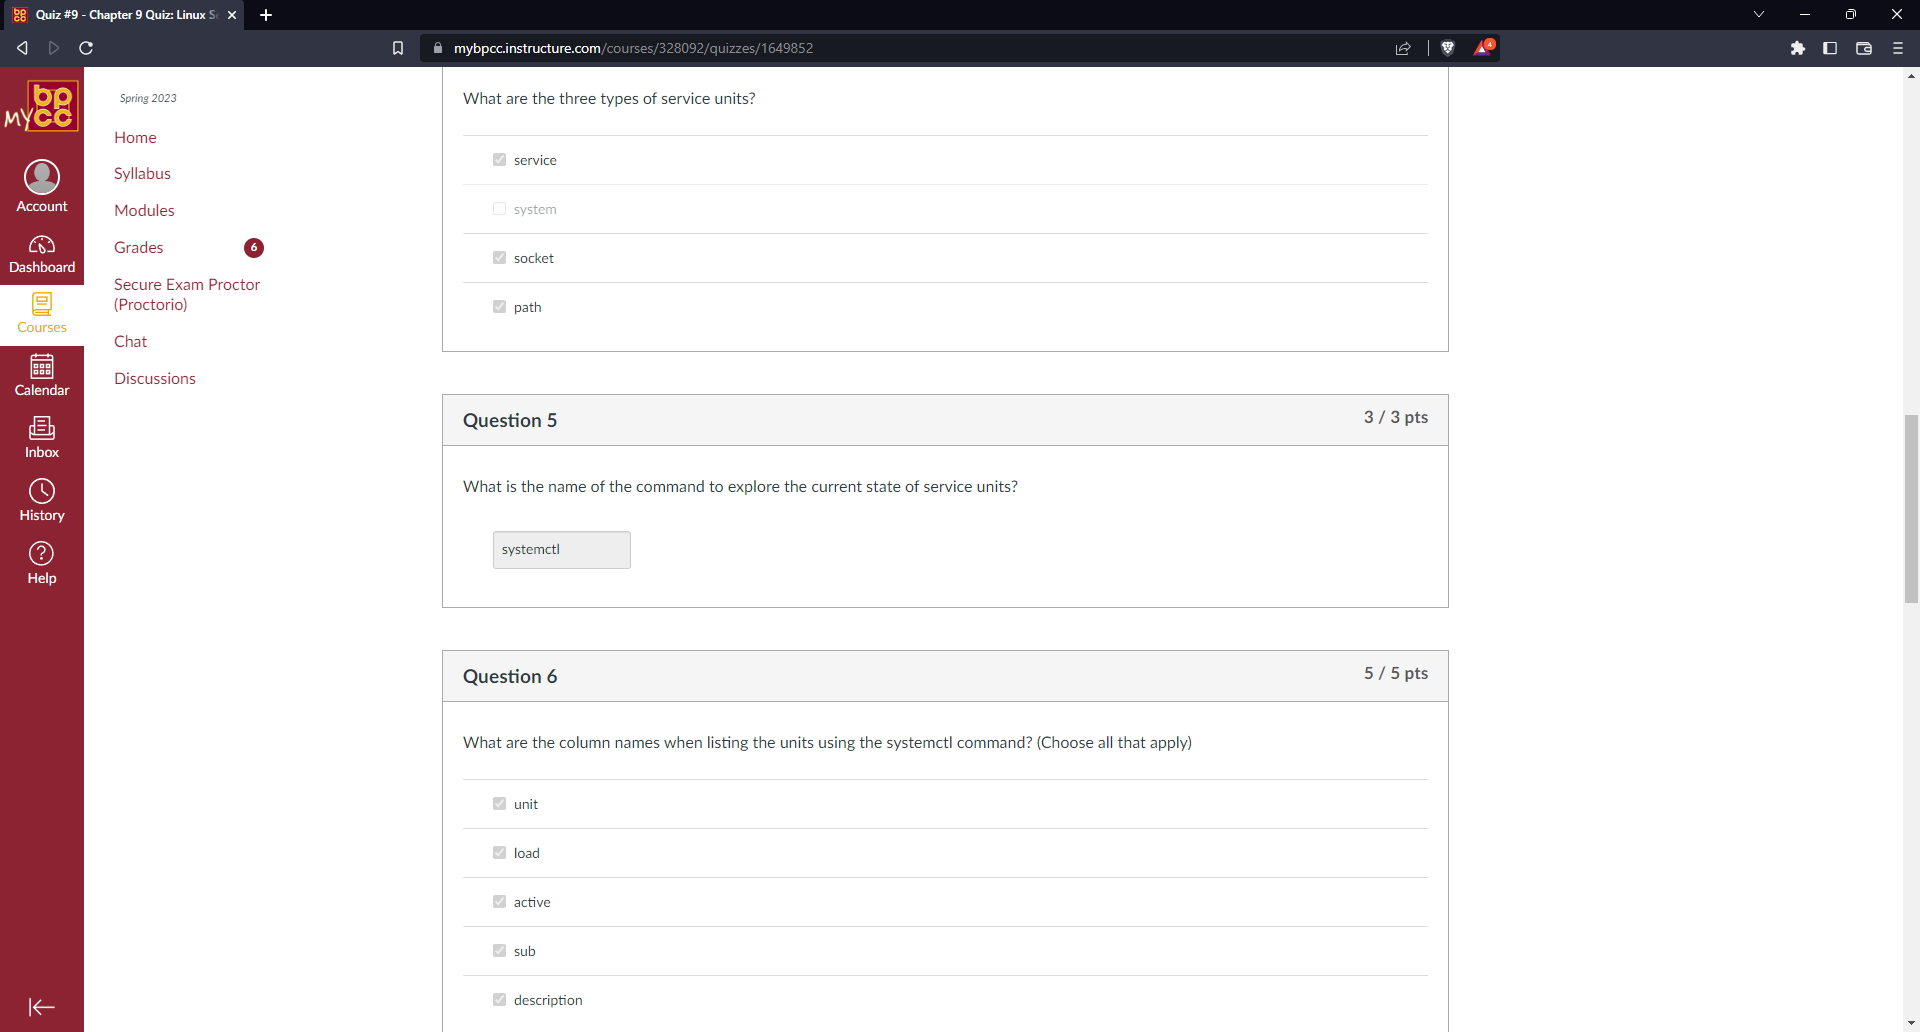 Quiz #9 - Chapter 9 Quiz: Linux S
mybpcc.instructure.com/courses/328092/quizzes/1649852
4
my bpcc
Account
Dashboard
Courses
Calendar
Inbox
History
Help
Spring 2023
Home
Syllabus
Modules
Grades 6
Secure Exam Proctor
(Proctorio)
Chat
Discussions
What are the three types of service units?
service
system
socket
path
Question 5 3 / 3 pts
What is the name of the command to explore the current state of service units?
systemctl
Question 6 5 / 5 pts
What are the column names when listing the units using the systemctl command? (Choose all that apply)
unit
load
active
sub
description